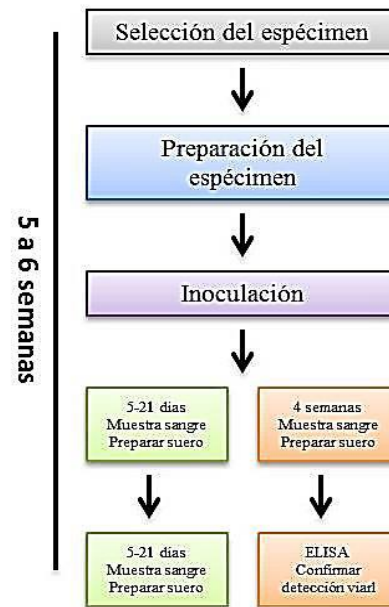 Selección del espécimen
Preparación del
espécimen
5 a 6 semanas
Inoculación
5-21 días
Muestra sangre
Preparar suero
4 semanas
Muestra sangre
Preparar suero
5-21 días
Muestra sangre
Preparar suero
ELISA
Confirmar
detección viarl